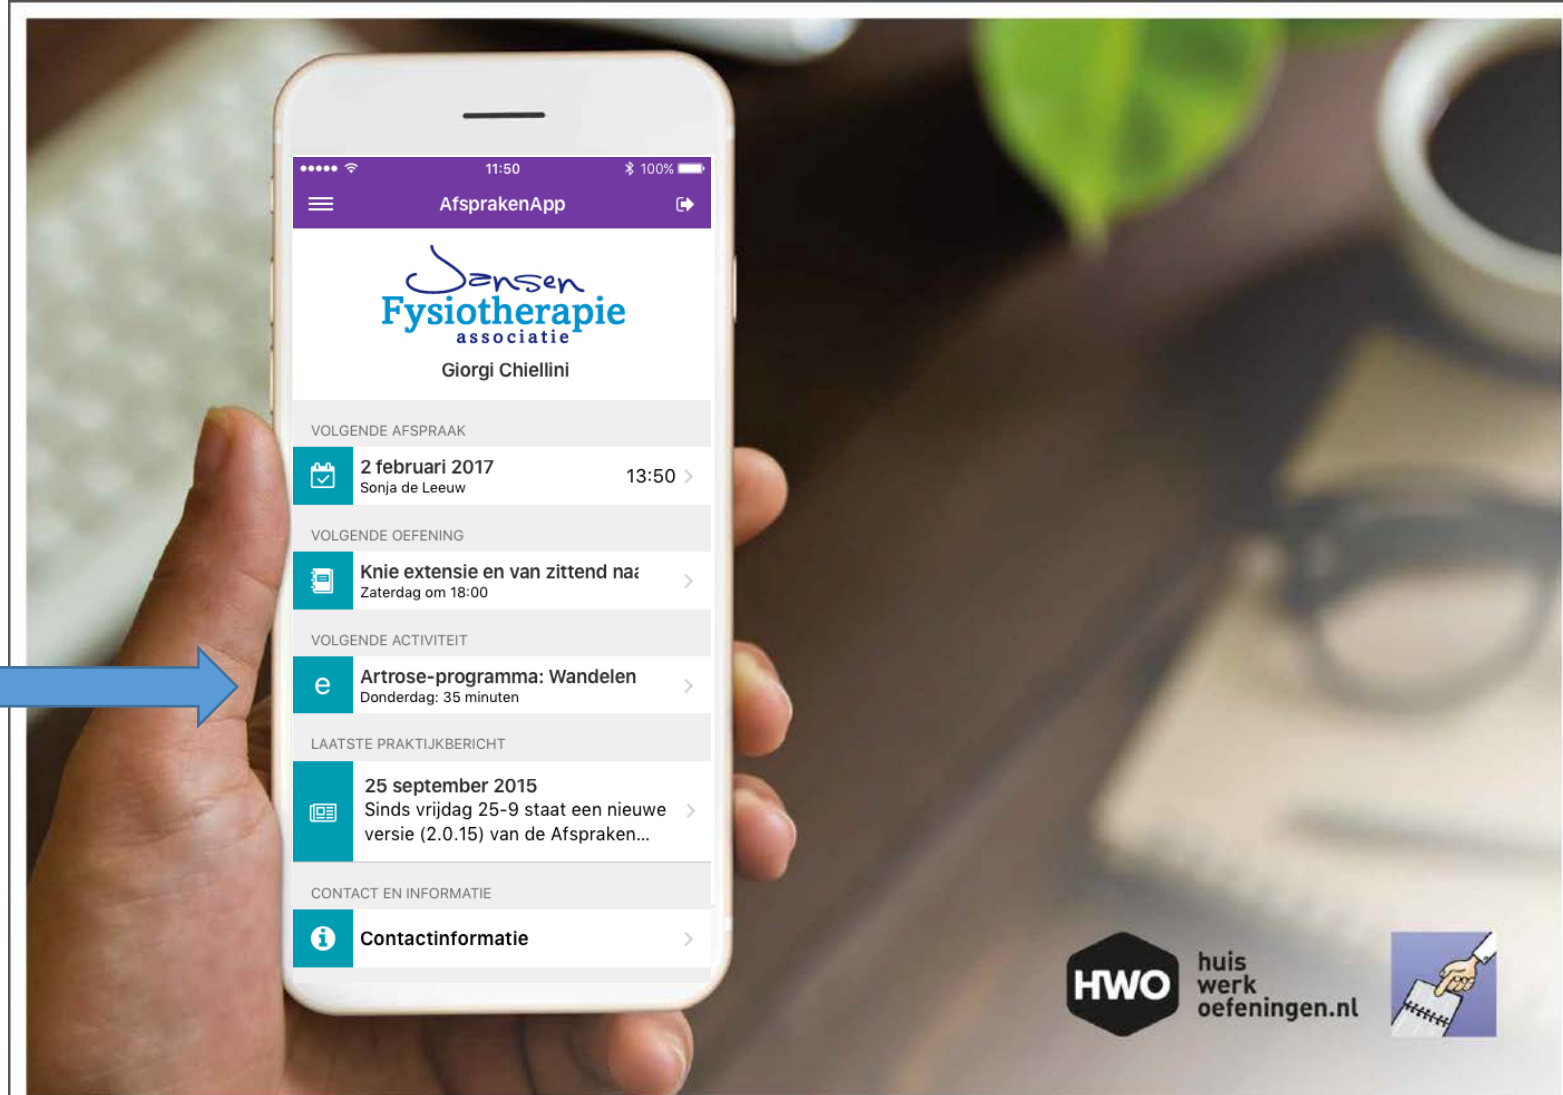 11:50
100%
AfsprakenApp
Jansen
Fysiotherapie
associatie
Giorgi Chiellini
VOLGENDE AFSPRAAK
2 februari 2017
13:50
Sonja de Leeuw
VOLGENDE OEFENING
Knie extensie en van zittend naa
Zaterdag om 18:00
VOLGENDE ACTIVITEIT
e
Artrose-programma: Wandelen
Donderdag: 35 minuten
LAATSTE PRAKTIJKBERICHT
25 september 2015
Sinds vrijdag 25-9 staat een nieuwe
versie (2.0.15) van de Afspraken...
CONTACT EN INFORMATIE
Contactinformatie
HWO
huis
werk
oefeningen.nl